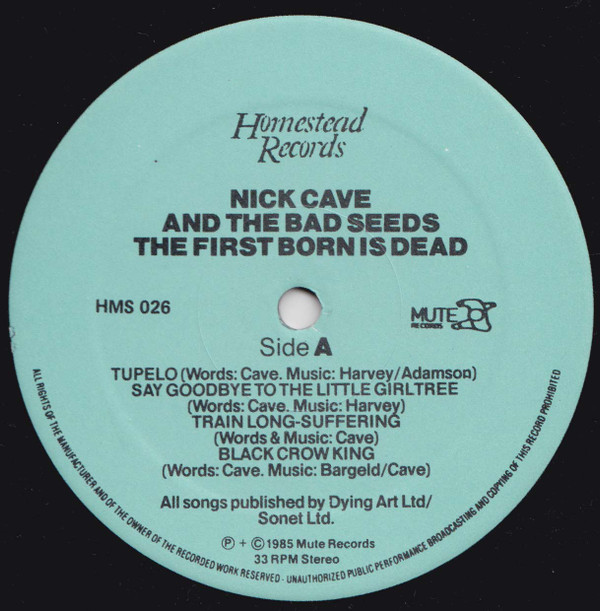 Homestead
Records
NICK CAVE
AND THE BAD SEEDS
THE FIRST BORN IS DEAD
HMS 026
MUTE
RECORDS
Side A
TUPELO (Words: Cave. Music: Harvey/Adamson)
SAY GOODBYE TO THE LITTLE GIRLTREE
(Words: Cave. Music: Harvey)
TRAIN LONG-SUFFERING
(Words & Music: Cave)
BLACK CROW KING
(Words: Cave. Music: Bargeld/Cave)
All songs published by Dying Art Ltd/
Sonet Ltd.
Ⓟ + ©1985 Mute Records
33 RPM Stereo
ALL RIGHTS OF THE MANUFACTURER AND OF THE OWNER OF THE RECORDED WORK RESERVED · UNAUTHORIZED PUBLIC PERFORMANCE BROADCASTING AND COPYING OF THIS RECORD PROHIBITED